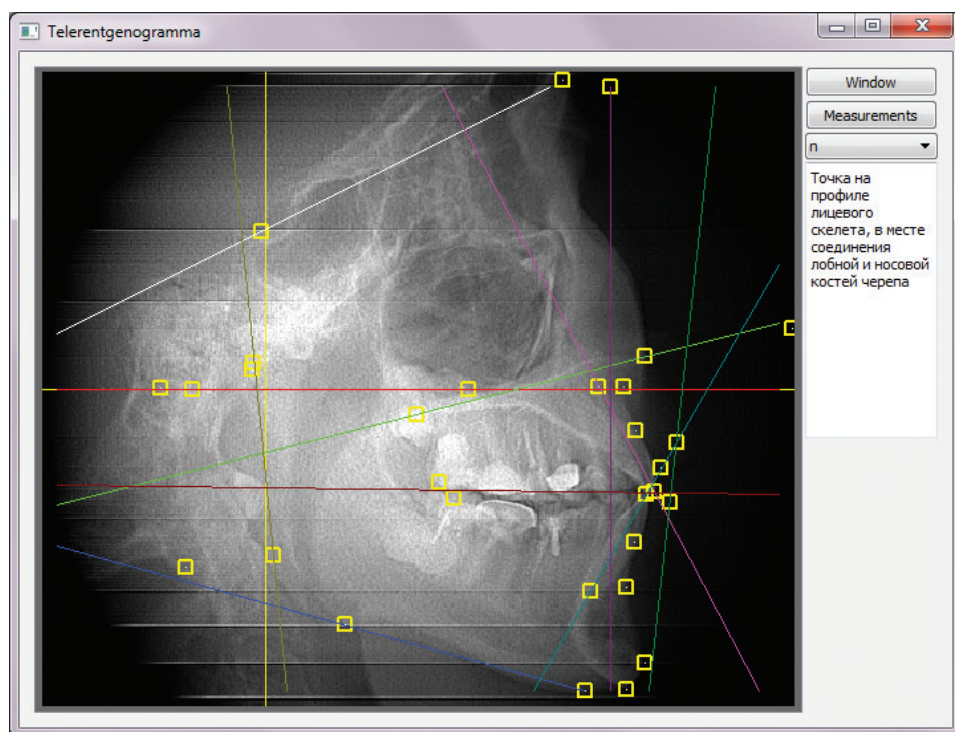 Telerentgenogramma
Window
Measurements
n
Точка на
профиле
лицевого
скелета, в месте
соединения
лобной и носовой
костей черепа